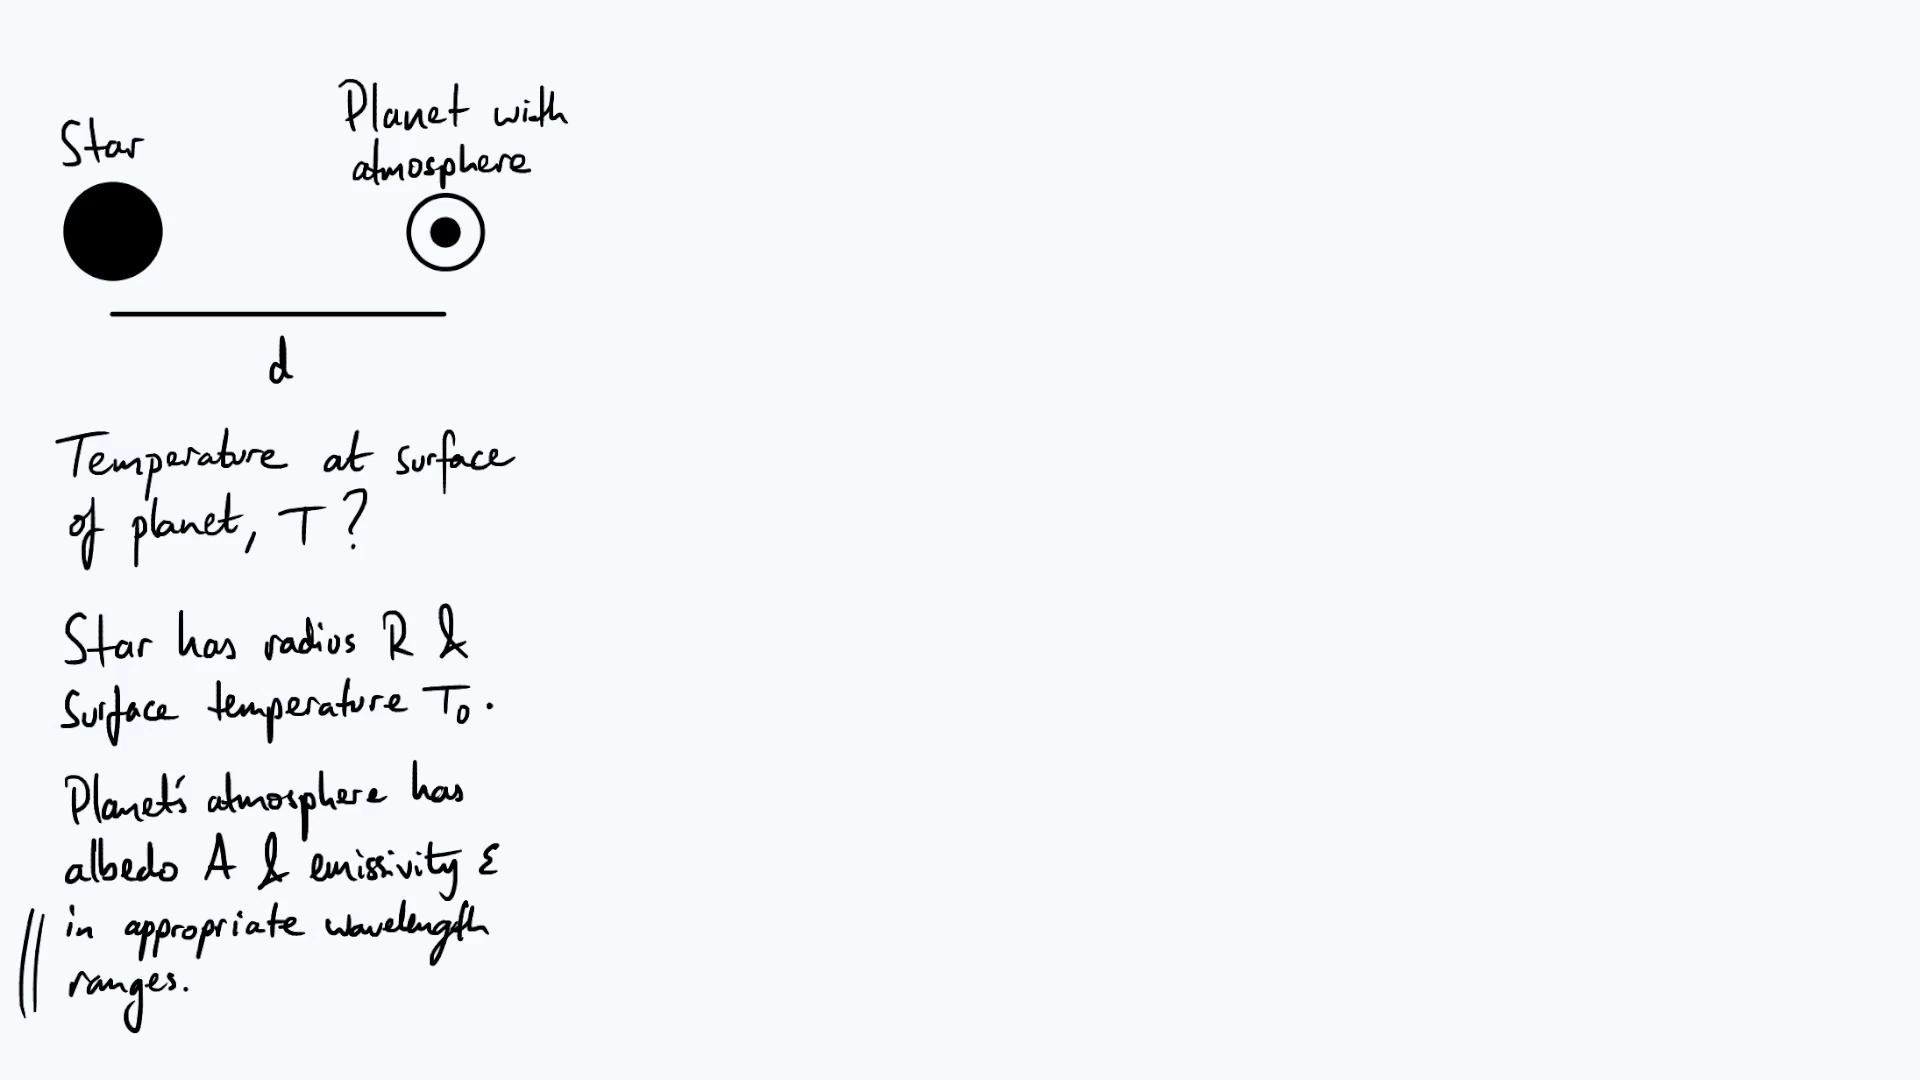 Star
Planet with
atmosphere
d
Temperature at surface
of planet, T?
Star has radius R &
surface temperature T₀.
Planet's atmosphere has
albedo A & emissivity ε
in appropriate wavelength
ranges.